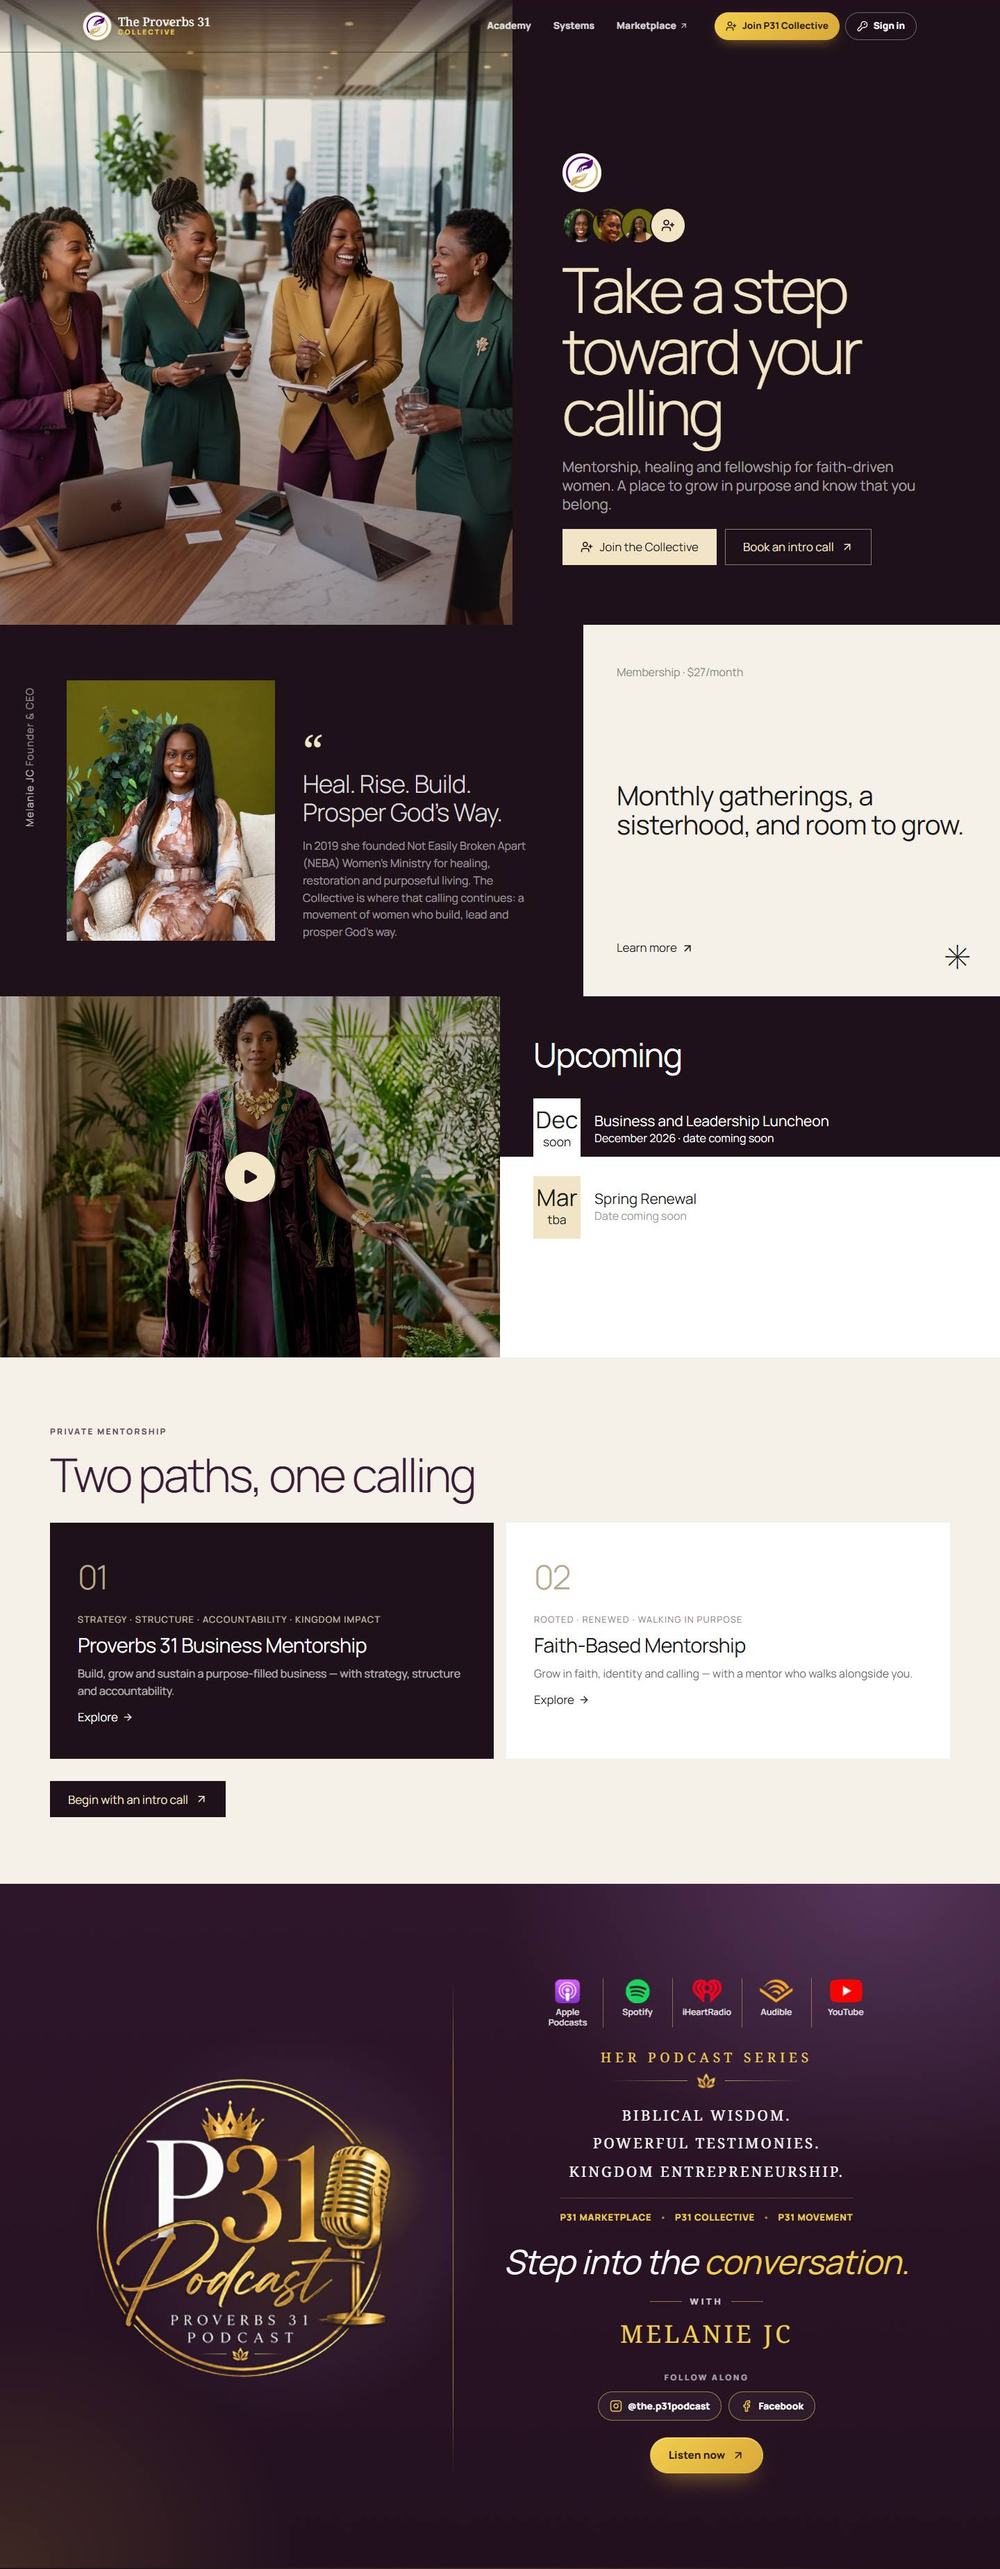 The Proverbs 31
COLLECTIVE
Academy
Systems
Marketplace
Join P31 Collective
Sign in
Take a step
toward your
calling
Mentorship, healing and fellowship for faith-driven
women. A place to grow in purpose and know that you
belong.
Join the Collective
Book an intro call
Melanie JC Founder & CEO
“
Heal. Rise. Build.
Prosper God's Way.
In 2019 she founded Not Easily Broken Apart
(NEBA) Women's Ministry for healing,
restoration and purposeful living. The
Collective is where that calling continues: a
movement of women who build, lead and
prosper God's way.
Membership · $27/month
Monthly gatherings, a
sisterhood, and room to grow.
Learn more
Upcoming
Dec
soon
Business and Leadership Luncheon
December 2026 · date coming soon
Mar
tba
Spring Renewal
Date coming soon
PRIVATE MENTORSHIP
Two paths, one calling
01
STRATEGY · STRUCTURE · ACCOUNTABILITY · KINGDOM IMPACT
Proverbs 31 Business Mentorship
Build, grow and sustain a purpose-filled business — with strategy, structure
and accountability.
Explore →
02
ROOTED · RENEWED · WALKING IN PURPOSE
Faith-Based Mentorship
Grow in faith, identity and calling — with a mentor who walks alongside you.
Explore →
Begin with an intro call
P31
Podcast
PROVERBS 31
PODCAST
Apple
Podcasts
Spotify
iHeartRadio
Audible
YouTube
HER PODCAST SERIES
BIBLICAL WISDOM.
POWERFUL TESTIMONIES.
KINGDOM ENTREPRENEURSHIP.
P31 MARKETPLACE • P31 COLLECTIVE • P31 MOVEMENT
Step into the conversation.
WITH
MELANIE JC
FOLLOW ALONG
@the.p31podcast
Facebook
Listen now